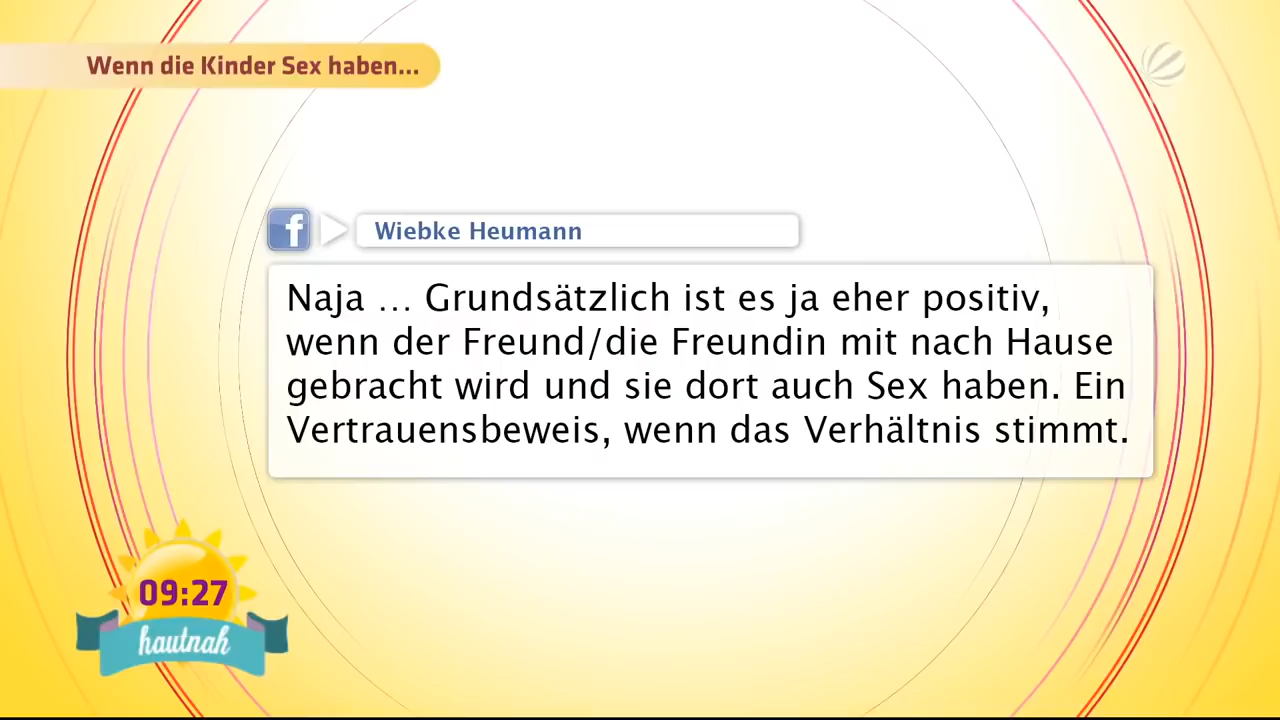 Wenn die Kinder Sex haben...
f
Wiebke Heumann
Naja ... Grundsätzlich ist es ja eher positiv,
wenn der Freund/die Freundin mit nach Hause
gebracht wird und sie dort auch Sex haben. Ein
Vertrauensbeweis, wenn das Verhältnis stimmt.
09:27
hautnah